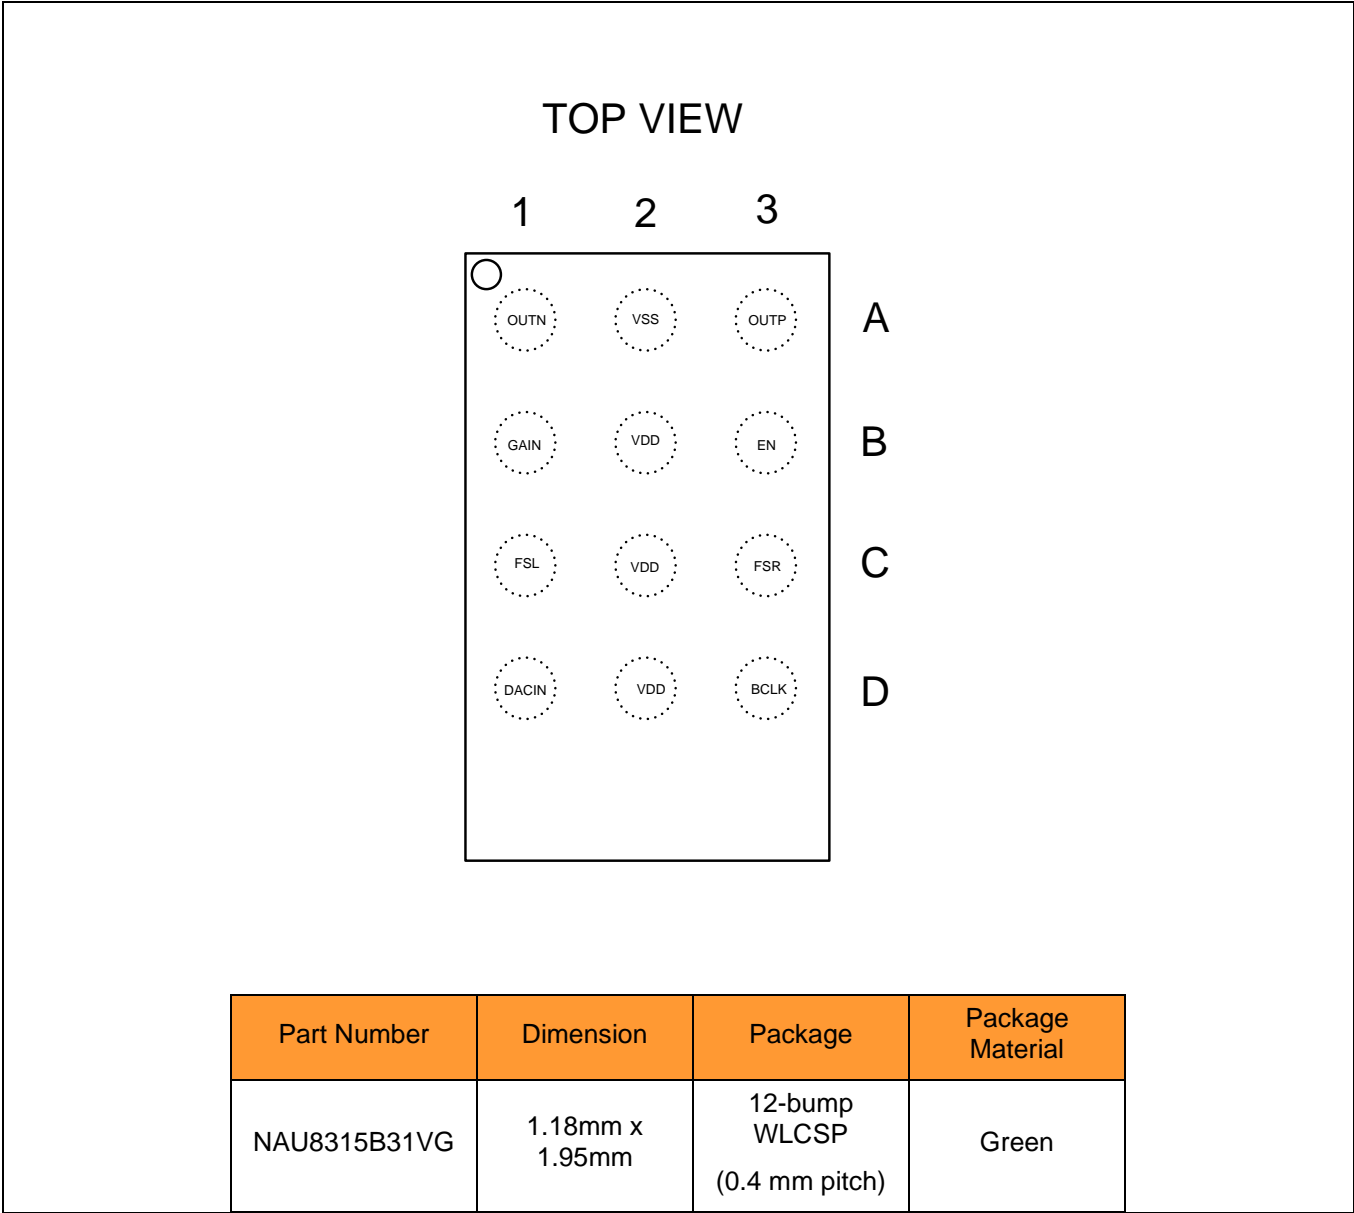 TOP VIEW
1 2 3
OUTN VSS OUTP A
GAIN VDD EN B
FSL VDD FSR C
DACIN VDD BCLK D
Part Number Dimension Package Package Material
NAU8315B31VG 1.18mm x 1.95mm 12-bump WLCSP (0.4 mm pitch) Green